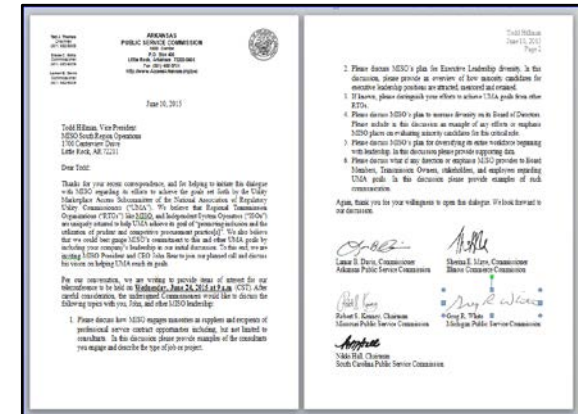 ARKANSAS
PUBLIC SERVICE COMMISSION
June 10, 2015
Todd Hillman, Vice President
MISO South Region Operations
1700 Centerview Drive
Little Rock, AR 72211
Dear Todd:
Thanks for your recent correspondence, and for helping to initiate this dialogue
with MISO regarding its efforts to achieve the goals set forth by the Utility
Marketplace Access Subcommittee of the National Association of Regulatory
Utility Commissioners ("UMA"). We believe that Regional Transmission
Organizations ("RTOs") like MISO, and Independent System Operators ("ISOs")
are uniquely situated to help UMA achieve its goal of "promoting inclusion and the
utilization of prudent and competitive procurement practice[s]". We also believe
that we could best gauge MISO's commitment to this and other UMA goals by
including your company's leadership in our initial discussion. To this end, we are
inviting MISO President and CEO John Bear to join our planned call and discuss
his vision on helping UMA reach its goals.
Per our conversation, we are writing to provide items of interest for our
teleconference to be held on Wednesday, June 24, 2015 at 9 a.m. (CST). After
careful consideration, the undersigned Commissioners would like to discuss the
following topics with you, John, and other MISO leadership:
1. Please discuss how MISO engages minorities as suppliers and recipients of
professional service contract opportunities including, but not limited to
consultants. In this discussion please provide examples of the consultants
you engage and describe the type of job or project.
Todd Hillman
June 10, 2015
Page 2
2. Please discuss MISO's plan for Executive Leadership diversity. In this
discussion, please provide an overview of how minority candidates for
executive leadership positions are attracted, mentored and retained.
3. If known, please distinguish your efforts to achieve UMA goals from other
RTOs.
4. Please discuss MISO's plan to increase diversity on its Board of Directors.
Please include in this discussion an example of any efforts or emphasis
MISO places on evaluating minority candidates for this critical role.
5. Please discuss MISO's plan for diversifying its entire workforce beginning
with leadership. In this discussion please provide supporting data.
6. Please discuss what if any direction or emphasis MISO provides to Board
Members, Transmission Owners, stakeholders, and employees regarding
UMA goals. In this discussion please provide examples of such
communication.
Again, thank you for your willingness to open this dialogue. We look forward to
our discussion.
Lamar B. Davis, Commissioner
Arkansas Public Service Commission
Sherina E. Maye, Commissioner
Illinois Commerce Commission
Robert S. Kenney, Chairman
Missouri Public Service Commission
Greg R. White
Michigan Public Service Commission
Nikki Hall, Chairman
South Carolina Public Service Commission